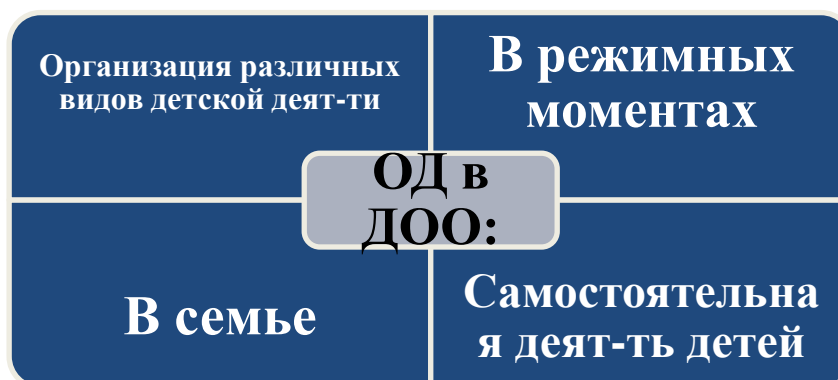 Организация различных
видов детской деят-ти
В режимных
моментах
ОД в
ДОО:
В семье
Самостоятельна
я деят-ть детей